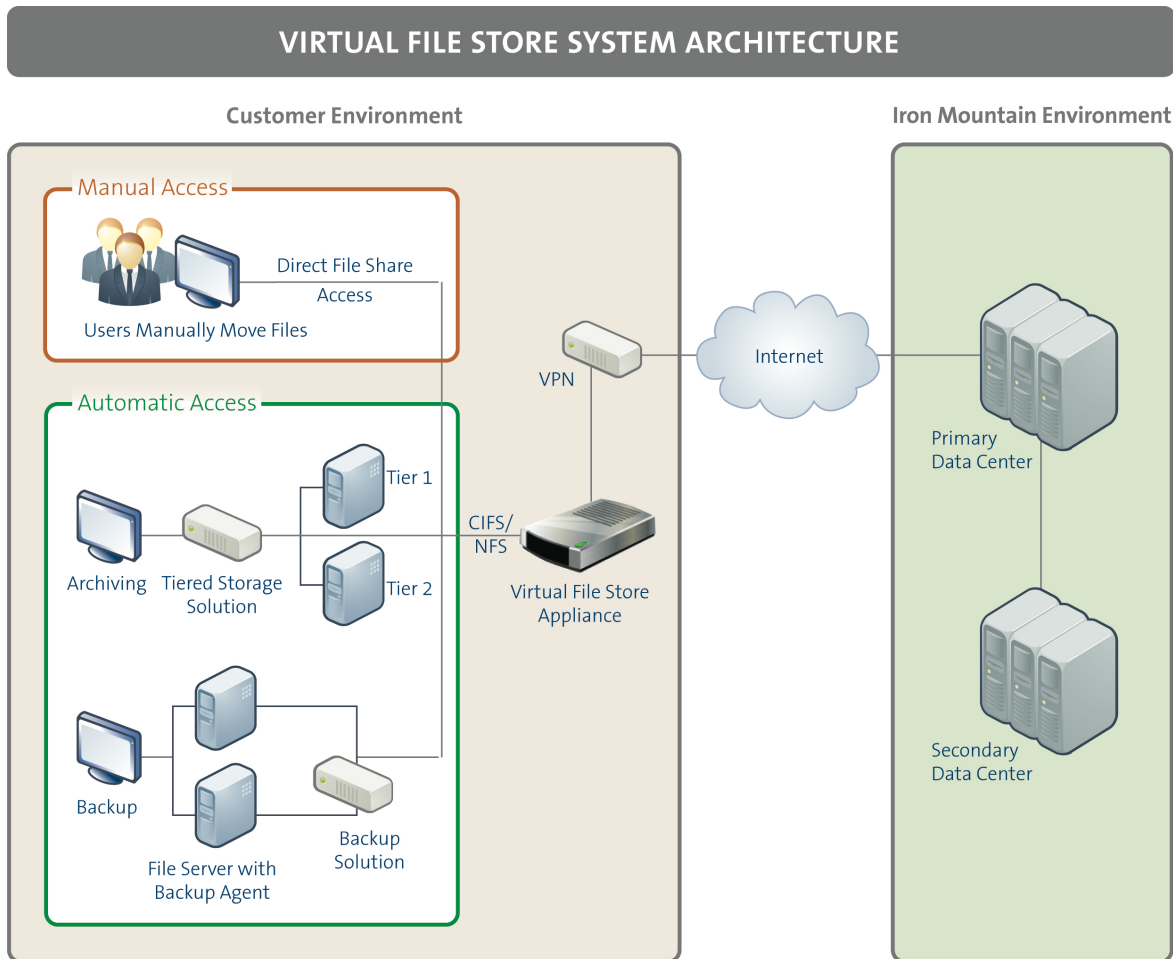 VIRTUAL FILE STORE SYSTEM ARCHITECTURE
Customer Environment
Iron Mountain Environment
Manual Access
Direct File Share
Access
Users Manually Move Files
Automatic Access
Tier 1
Archiving
Tiered Storage
Solution
Tier 2
CIFS/
NFS
VPN
Virtual File Store
Appliance
Internet
Primary
Data Center
Secondary
Data Center
Backup
File Server with
Backup Agent
Backup
Solution